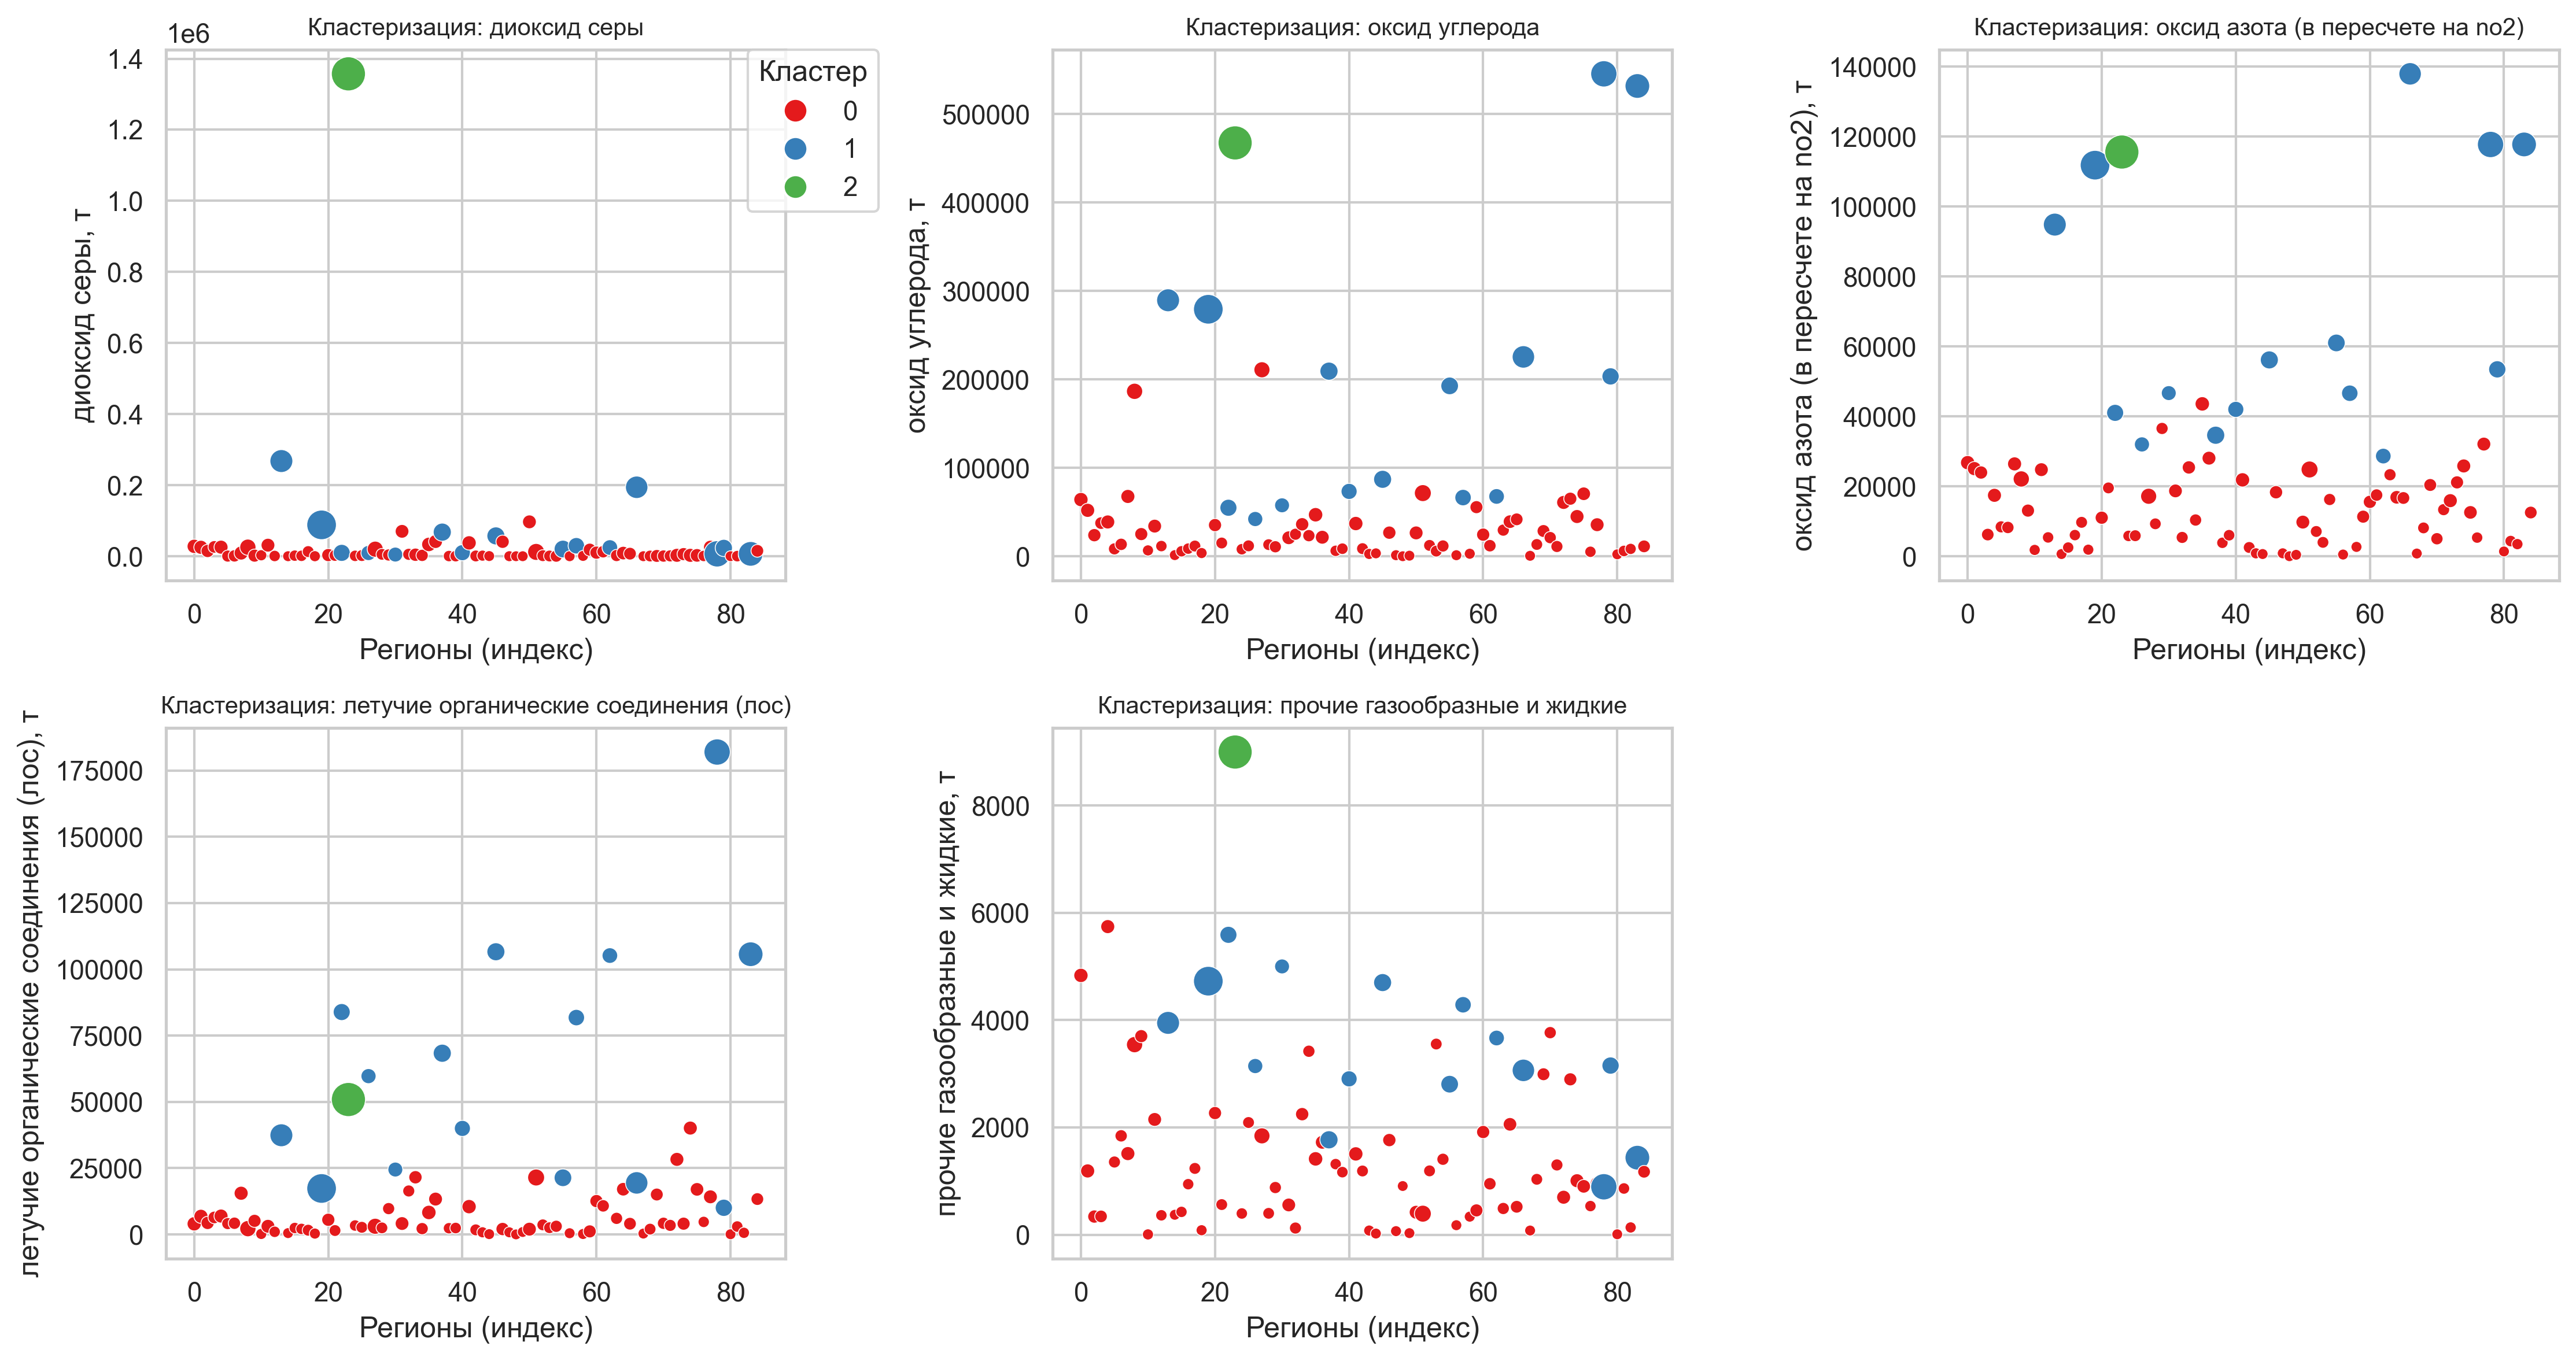 Кластеризация: диоксид серы
1e6
1.4
1.2
1.0
0.8
0.6
0.4
0.2
0.0
диоксид серы, т
0 20 40 60 80
Регионы (индекс)
Кластер
0
1
2
Кластеризация: оксид углерода
500000
400000
300000
200000
100000
0
оксид углерода, т
0 20 40 60 80
Регионы (индекс)
Кластеризация: оксид азота (в пересчете на no2)
140000
120000
100000
80000
60000
40000
20000
0
оксид азота (в пересчете на no2), т
0 20 40 60 80
Регионы (индекс)
Кластеризация: летучие органические соединения (лос)
175000
150000
125000
100000
75000
50000
25000
0
летучие органические соединения (лос), т
0 20 40 60 80
Регионы (индекс)
Кластеризация: прочие газообразные и жидкие
8000
6000
4000
2000
0
прочие газообразные и жидкие, т
0 20 40 60 80
Регионы (индекс)